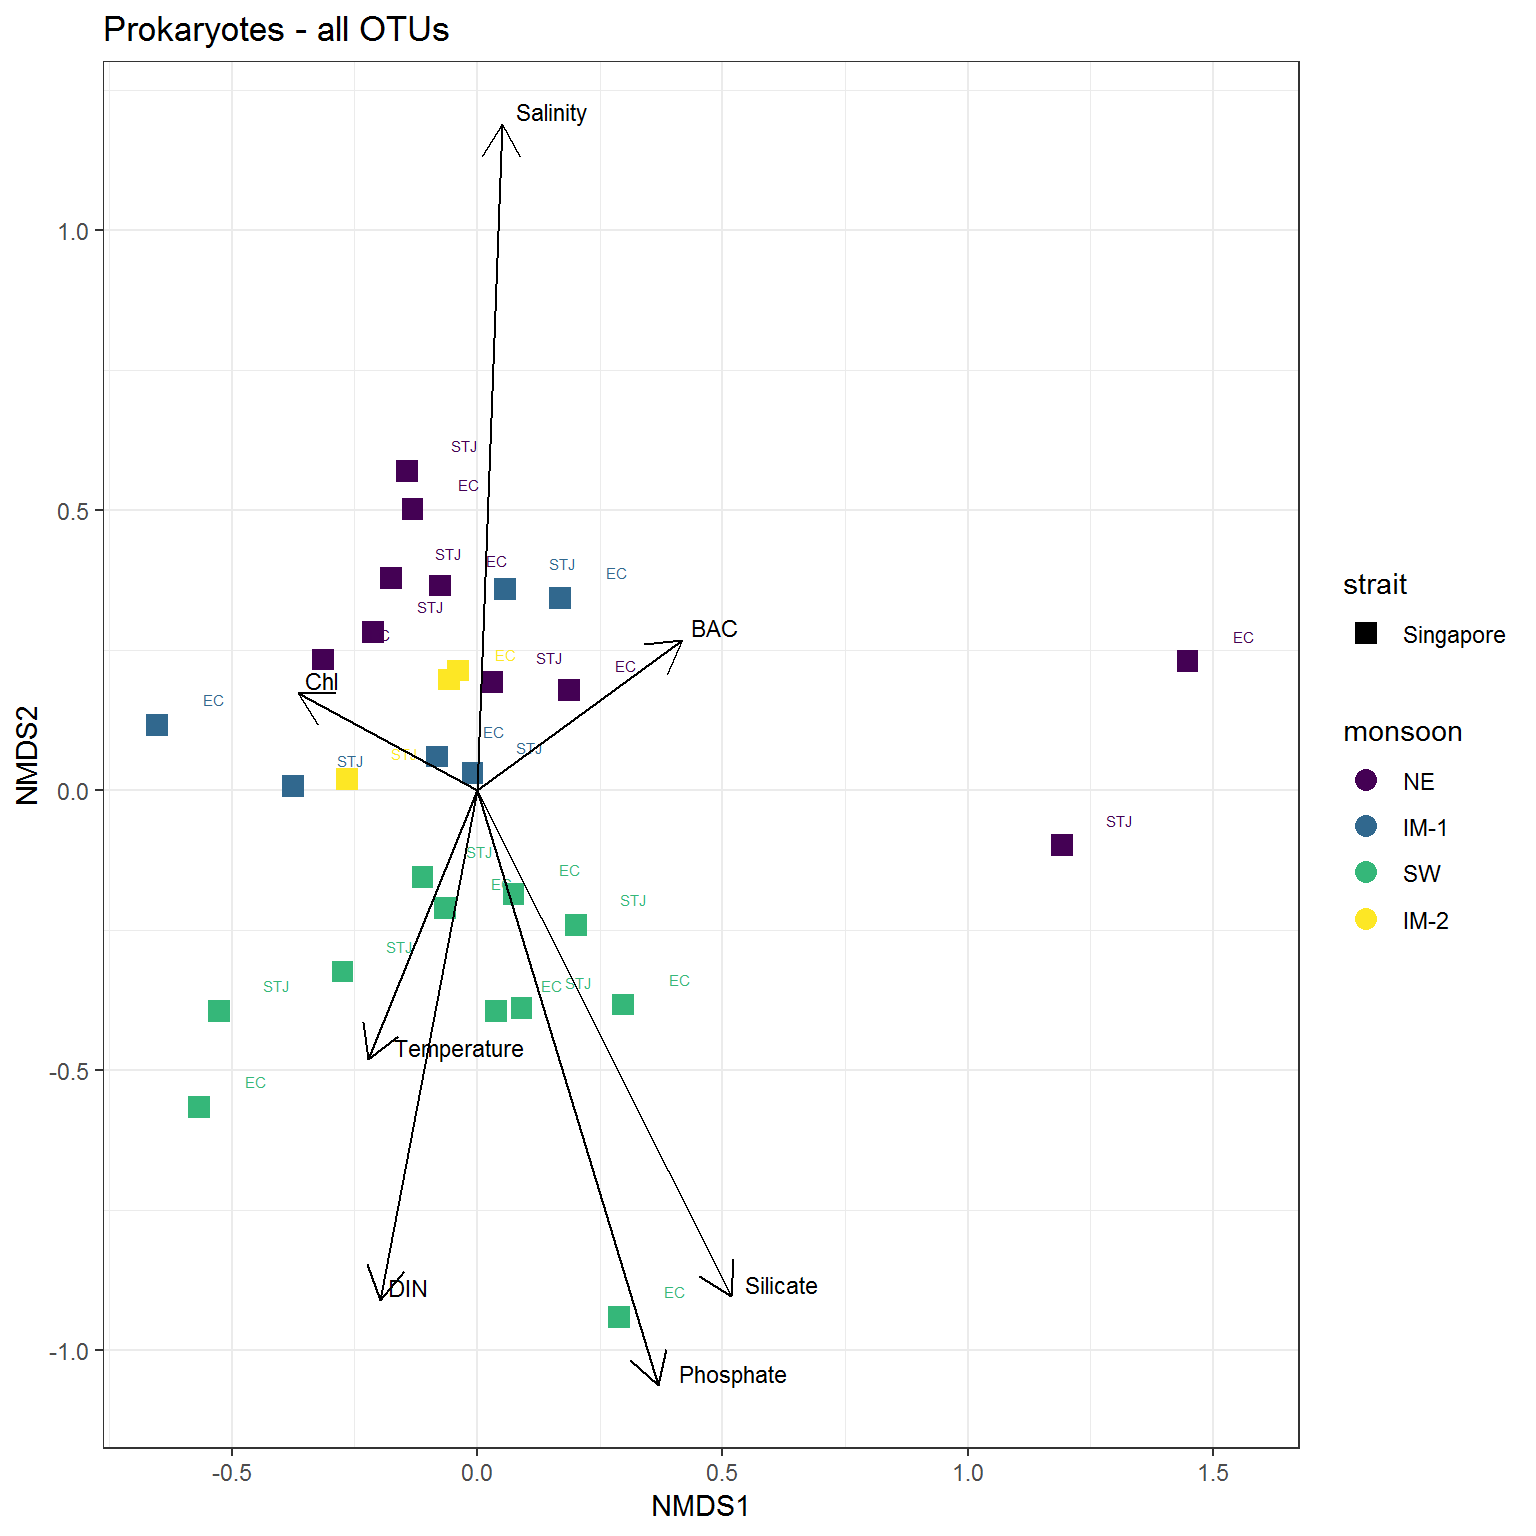 Prokaryotes - all OTUs
Salinity
1.0
STJ
EC
0.5
STJ
EC
STJ
EC
STJ
BAC
EC
STJ
EC
EC
Chl
EC
EC
STJ
STJ
STJ
0.0
STJ
STJ
EC
EC
STJ
STJ
STJ
EC
STJ
EC
Temperature
-0.5
EC
DIN
Silicate
EC
-1.0
Phosphate
-0.5
0.0
0.5
1.0
1.5
NMDS1
NMDS2
strait
Singapore
monsoon
NE
IM-1
SW
IM-2